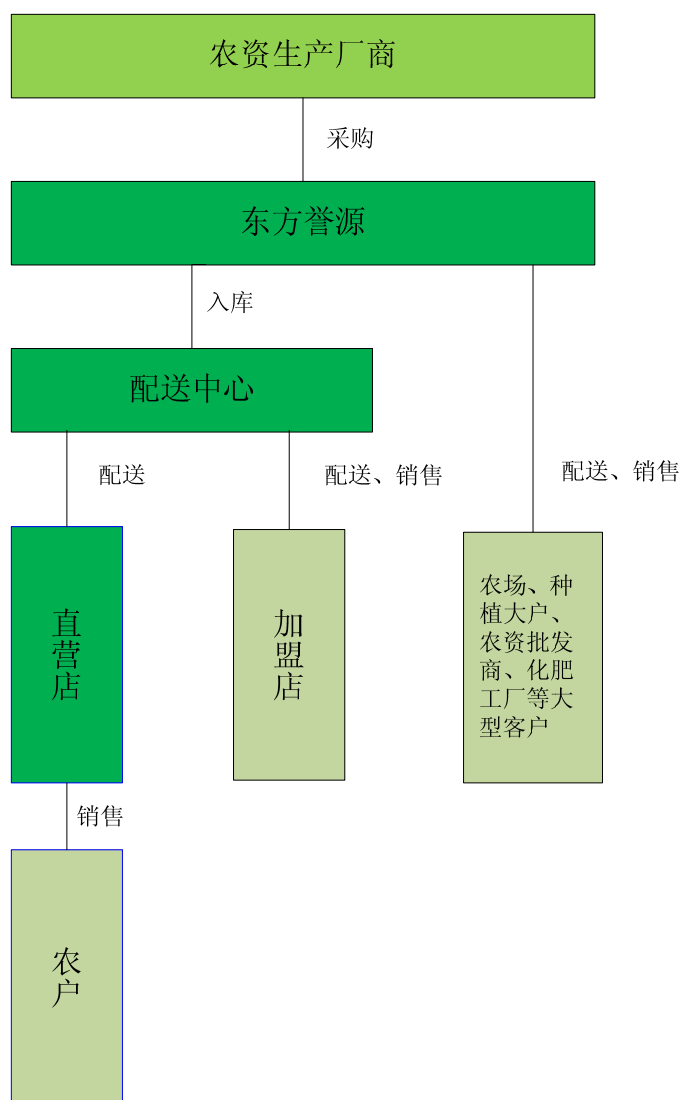 农资生产厂商
采购
东方誉源
入库
配送中心
配送
配送、销售
配送、销售
直营店
加盟店
农场、种
植大户、
农资批发
商、化肥
工厂等大
型客户
销售
农户